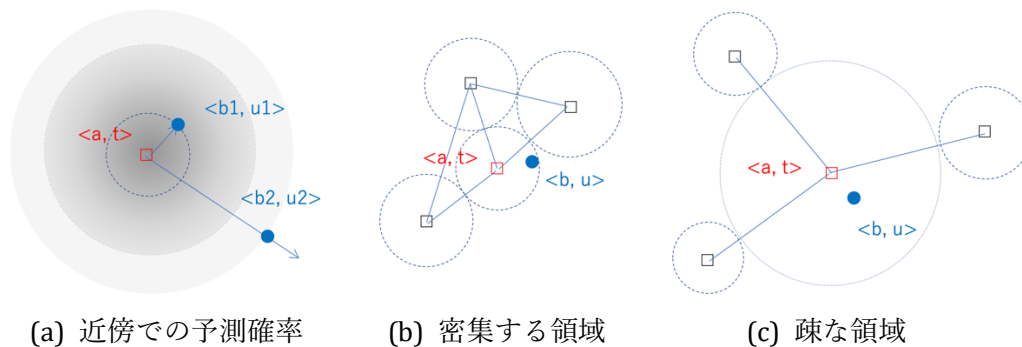 <b1, u1>
<a, t>
<b2, u2>
<a, t>
<b, u>
<a, t>
<b, u>
(a) 近傍での予測確率
(b) 密集する領域
(c) 疎な領域